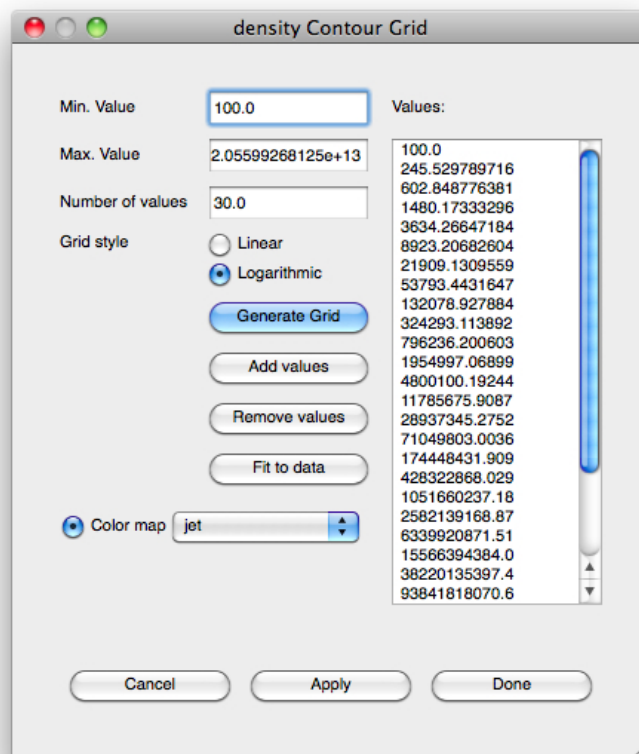 density Contour Grid
Min. Value
100.0
Max. Value
2.05599268125e+13
Number of values
30.0
Grid style
Linear
Logarithmic
Generate Grid
Add values
Remove values
Fit to data
Color map
jet
Values:
100.0
245.529789716
602.848776381
1480.17333296
3634.26647184
8923.20682604
21909.1309559
53793.4431647
132078.927884
324293.113892
796236.200603
1954997.06899
4800100.19244
11785675.9087
28937345.2752
71049803.0036
174448431.909
428322868.029
1051660237.18
2582139168.87
6339920871.51
15566394384.0
38220135397.4
93841818070.6
Cancel
Apply
Done